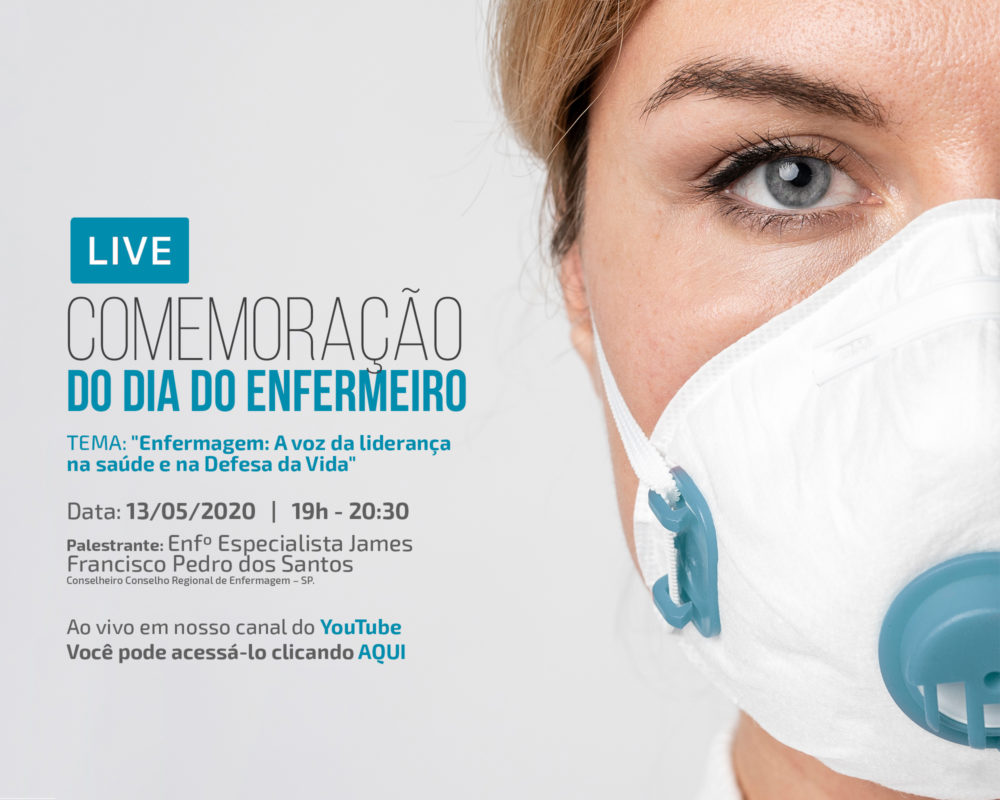 LIVE
COMEMORAÇÃO
DO DIA DO ENFERMEIRO
TEMA: "Enfermagem: A voz da liderança
na saúde e na Defesa da Vida"
Data: 13/05/2020 | 19h - 20:30
Palestrante: Enfº Especialista James
Francisco Pedro dos Santos
Conselheiro Conselho Regional de Enfermagem – SP.
Ao vivo em nosso canal do YouTube
Você pode acessá-lo clicando AQUI